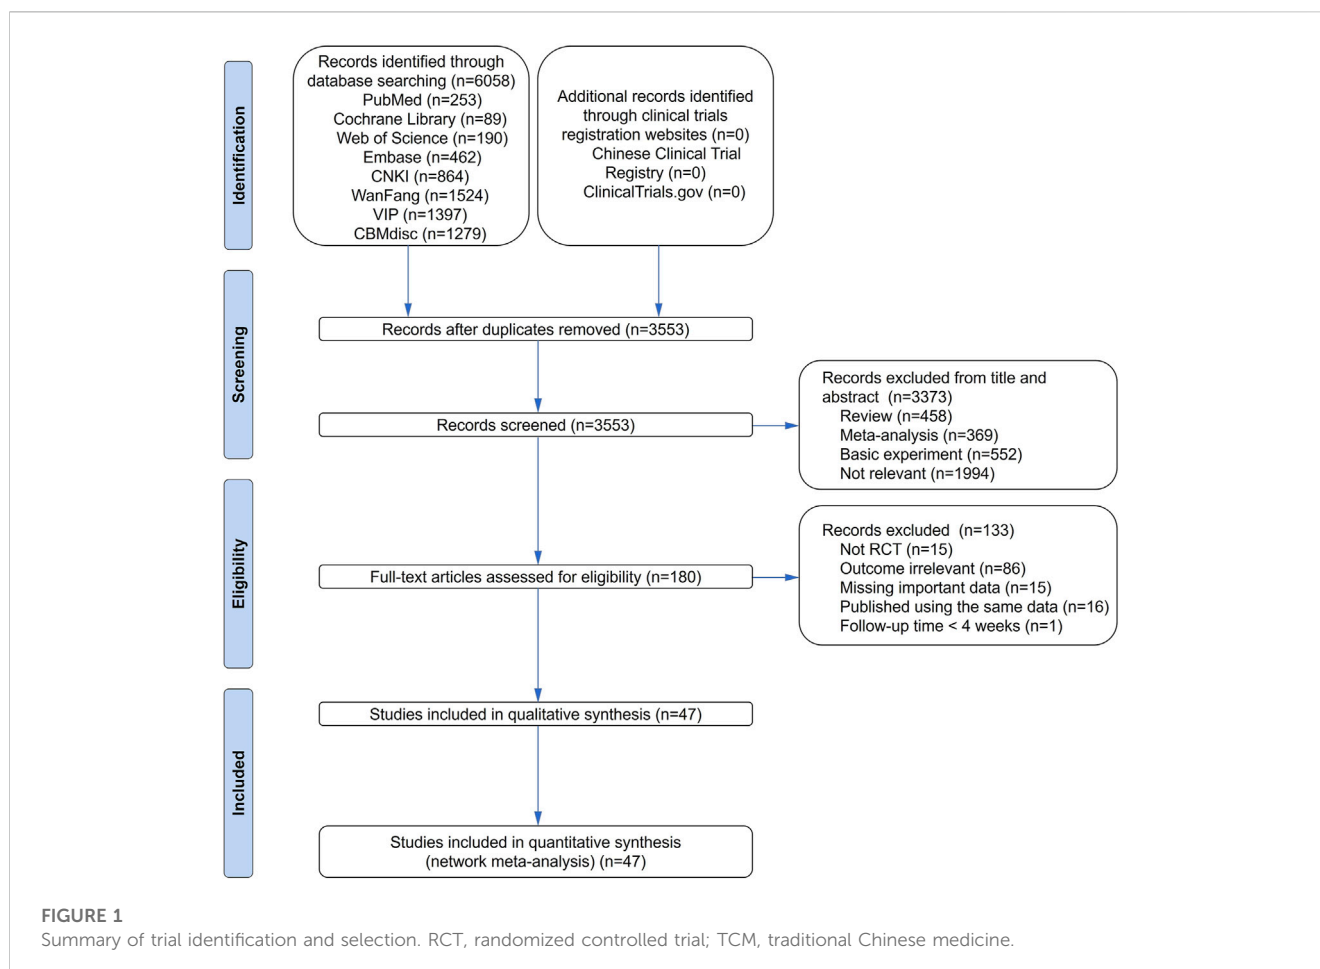 Identification
Records identified through
database searching (n=6058)
PubMed (n=253)
Cochrane Library (n=89)
Web of Science (n=190)
Embase (n=462)
CNKI (n=864)
WanFang (n=1524)
VIP (n=1397)
CBMdisc (n=1279)
Additional records identified
through clinical trials
registration websites (n=0)
Chinese Clinical Trial
Registry (n=0)
ClinicalTrials.gov (n=0)
Screening
Records after duplicates removed (n=3553)
Records screened (n=3553)
Records excluded from title and
abstract (n=3373)
Review (n=458)
Meta-analysis (n=369)
Basic experiment (n=552)
Not relevant (n=1994)
Eligibility
Full-text articles assessed for eligibility (n=180)
Records excluded (n=133)
Not RCT (n=15)
Outcome irrelevant (n=86)
Missing important data (n=15)
Published using the same data (n=16)
Follow-up time < 4 weeks (n=1)
Included
Studies included in qualitative synthesis (n=47)
Studies included in quantitative synthesis
(network meta-analysis) (n=47)
FIGURE 1
Summary of trial identification and selection. RCT, randomized controlled trial; TCM, traditional Chinese medicine.